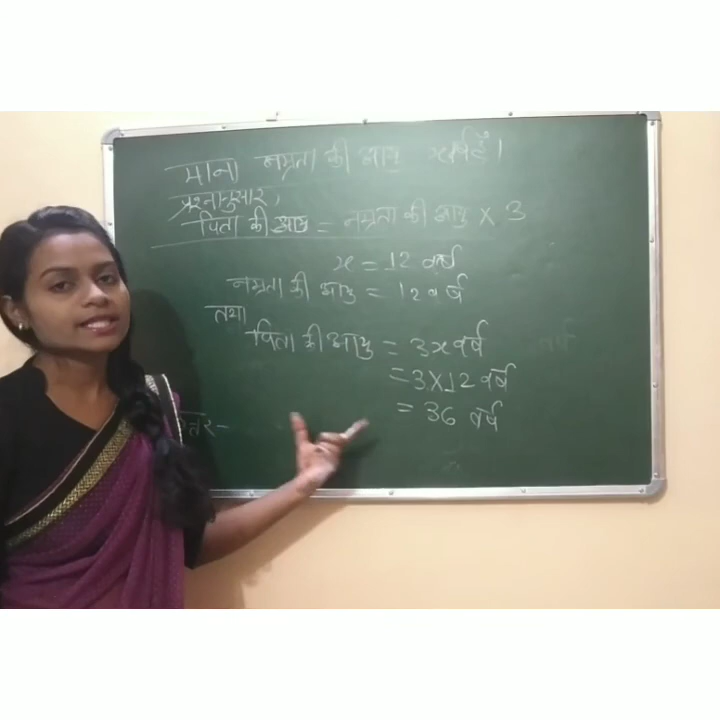 माना नम्रता की आयु x वर्ष है।
प्रश्नानुसार,
पिता की आयु = नम्रता की आयु × 3
x = 12 वर्ष
नम्रता की आयु = 12 वर्ष
तथा
पिता की आयु = 3x वर्ष
= 3×12 वर्ष
= 36 वर्ष